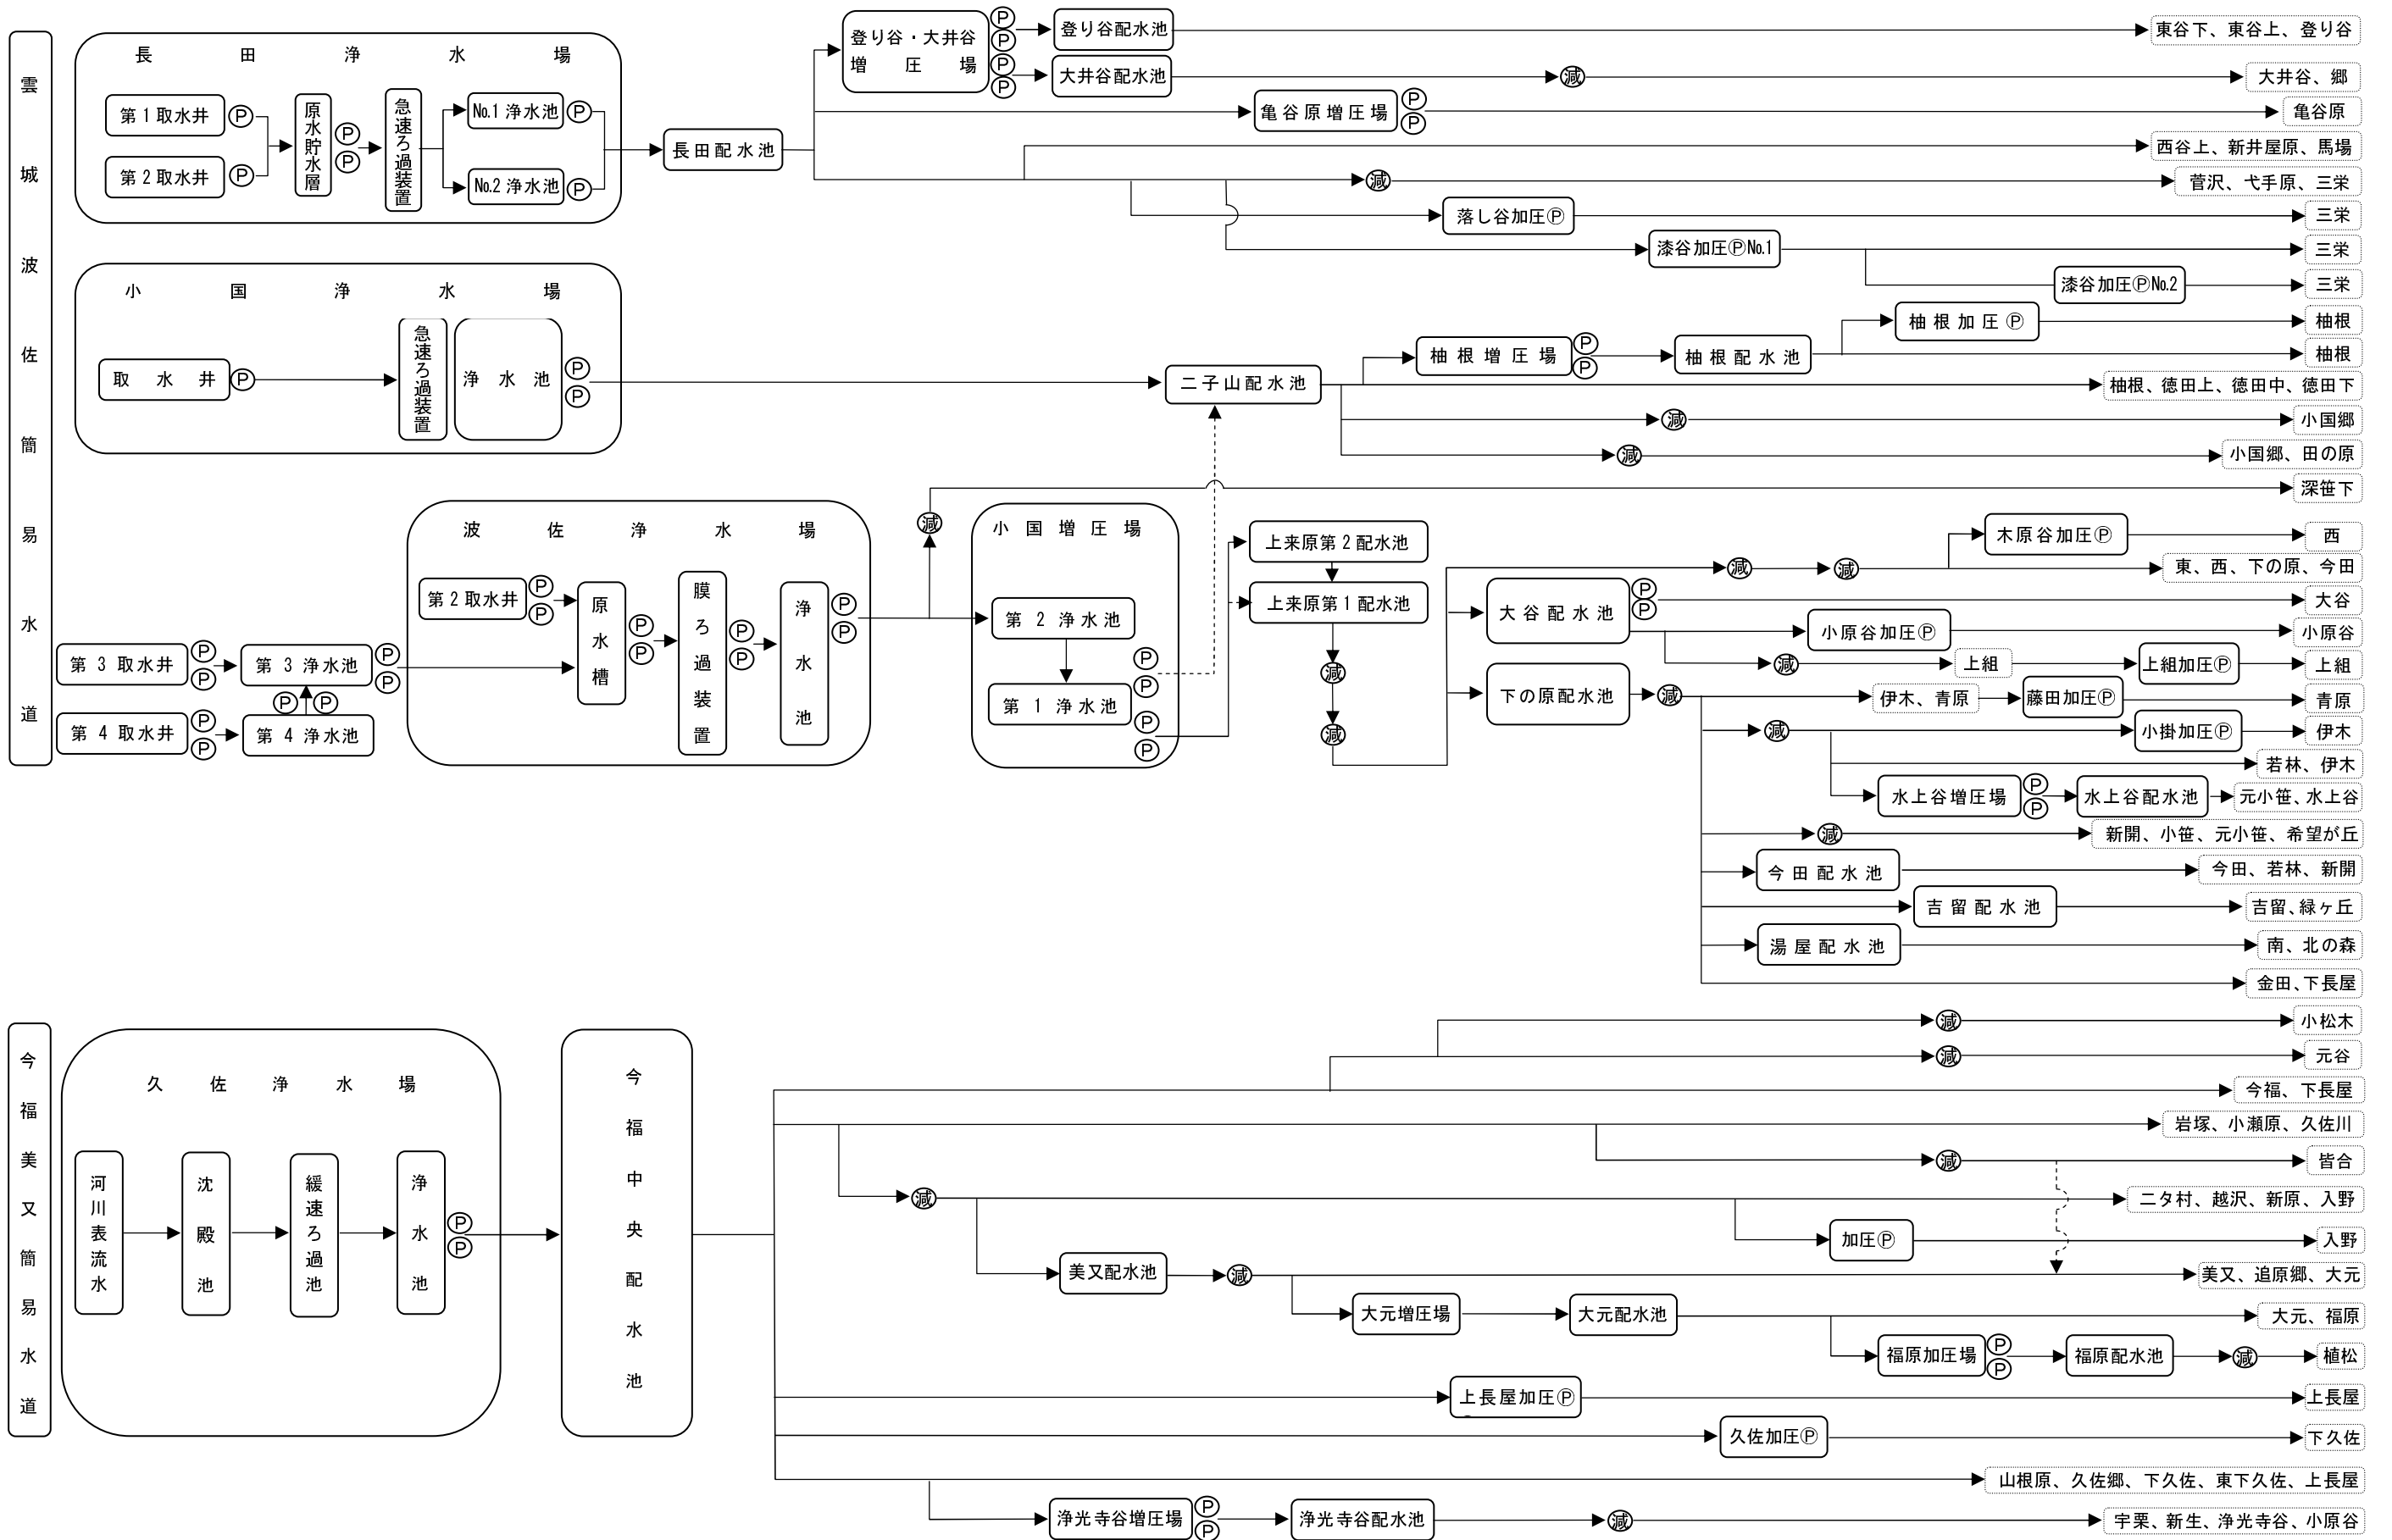 雲城波佐簡易水道
長田浄水場
第1取水井
Ⓟ
第2取水井
Ⓟ
原水貯水層
Ⓟ
Ⓟ
急速ろ過装置
No.1 浄水池
Ⓟ
No.2 浄水池
Ⓟ
長田配水池
登り谷・大井谷
増圧場
Ⓟ
Ⓟ
Ⓟ
Ⓟ
登り谷配水池
東谷下、東谷上、登り谷
大井谷配水池
減
大井谷、郷
亀谷原増圧場
Ⓟ
Ⓟ
亀谷原
西谷上、新井屋原、馬場
減
菅沢、弋手原、三栄
落し谷加圧Ⓟ
三栄
漆谷加圧ⓅNo.1
三栄
漆谷加圧ⓅNo.2
三栄
小国浄水場
取水井
Ⓟ
急速ろ過装置
浄水池
Ⓟ
Ⓟ
二子山配水池
柚根増圧場
Ⓟ
Ⓟ
柚根配水池
柚根加圧Ⓟ
柚根
柚根
柚根、徳田上、徳田中、徳田下
減
小国郷
減
小国郷、田の原
減
深笹下
波佐浄水場
第2取水井
Ⓟ
Ⓟ
原水槽
Ⓟ
Ⓟ
膜ろ過装置
Ⓟ
Ⓟ
浄水池
Ⓟ
Ⓟ
第3取水井
Ⓟ
Ⓟ
第3浄水池
Ⓟ
Ⓟ
Ⓟ
Ⓟ
第4取水井
Ⓟ
Ⓟ
第4浄水池
小国増圧場
第2浄水池
第1浄水池
Ⓟ
Ⓟ
Ⓟ
Ⓟ
上来原第2配水池
上来原第1配水池
減
減
減
減
木原谷加圧Ⓟ
西
東、西、下の原、今田
大谷配水池
Ⓟ
Ⓟ
大谷
小原谷加圧Ⓟ
小原谷
減
上組
上組加圧Ⓟ
上組
下の原配水池
減
伊木、青原
藤田加圧Ⓟ
青原
減
小掛加圧Ⓟ
伊木
若林、伊木
水上谷増圧場
Ⓟ
Ⓟ
水上谷配水池
元小笹、水上谷
減
新開、小笹、元小笹、希望が丘
今田配水池
今田、若林、新開
吉留配水池
吉留、緑ヶ丘
湯屋配水池
南、北の森
金田、下長屋
今福美又簡易水道
久佐浄水場
河川表流水
沈殿池
緩速ろ過池
浄水池
Ⓟ
Ⓟ
今福中央配水池
減
小松木
減
元谷
今福、下長屋
岩塚、小瀬原、久佐川
減
皆合
減
二タ村、越沢、新原、入野
加圧Ⓟ
入野
美又配水池
減
美又、追原郷、大元
大元増圧場
大元配水池
大元、福原
福原加圧場
Ⓟ
Ⓟ
福原配水池
減
植松
上長屋加圧Ⓟ
上長屋
久佐加圧Ⓟ
下久佐
山根原、久佐郷、下久佐、東下久佐、上長屋
浄光寺谷増圧場
Ⓟ
Ⓟ
浄光寺谷配水池
減
宇栗、新生、浄光寺谷、小原谷